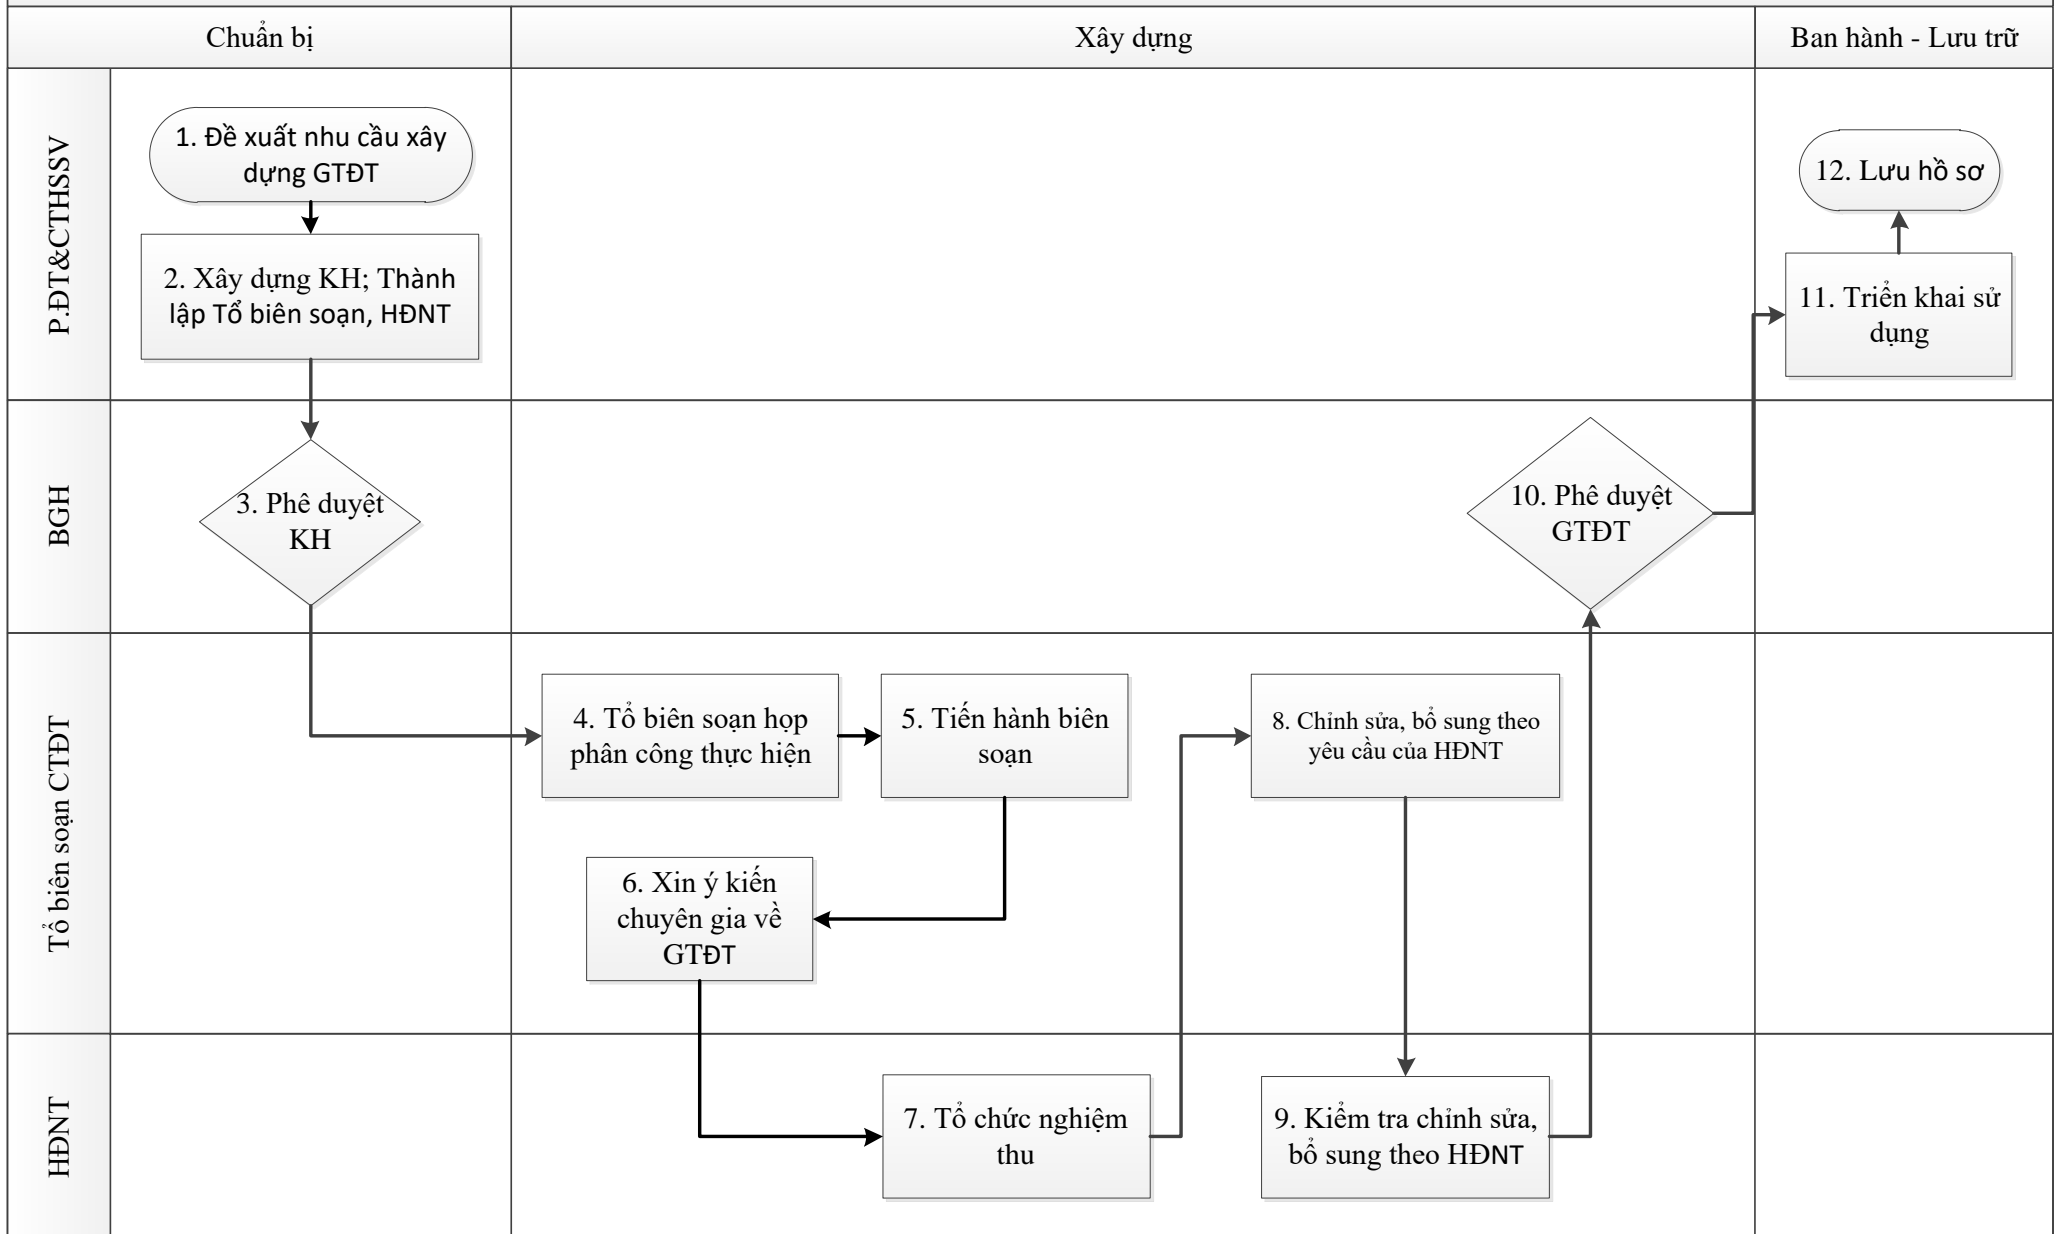 Chuẩn bị
Xây dựng
Ban hành - Lưu trữ
P.ĐT&CTHSSV
1. Đề xuất nhu cầu xây
dựng GTĐT
2. Xây dựng KH; Thành
lập Tổ biên soạn, HĐNT
12. Lưu hồ sơ
11. Triển khai sử
dụng
BGH
3. Phê duyệt
KH
10. Phê duyệt
GTĐT
Tổ biên soạn CTĐT
4. Tổ biên soạn họp
phân công thực hiện
5. Tiến hành biên
soạn
6. Xin ý kiến
chuyên gia về
GTĐT
8. Chỉnh sửa, bổ sung theo
yêu cầu của HĐNT
HĐNT
7. Tổ chức nghiệm
thu
9. Kiểm tra chỉnh sửa,
bổ sung theo HĐNT